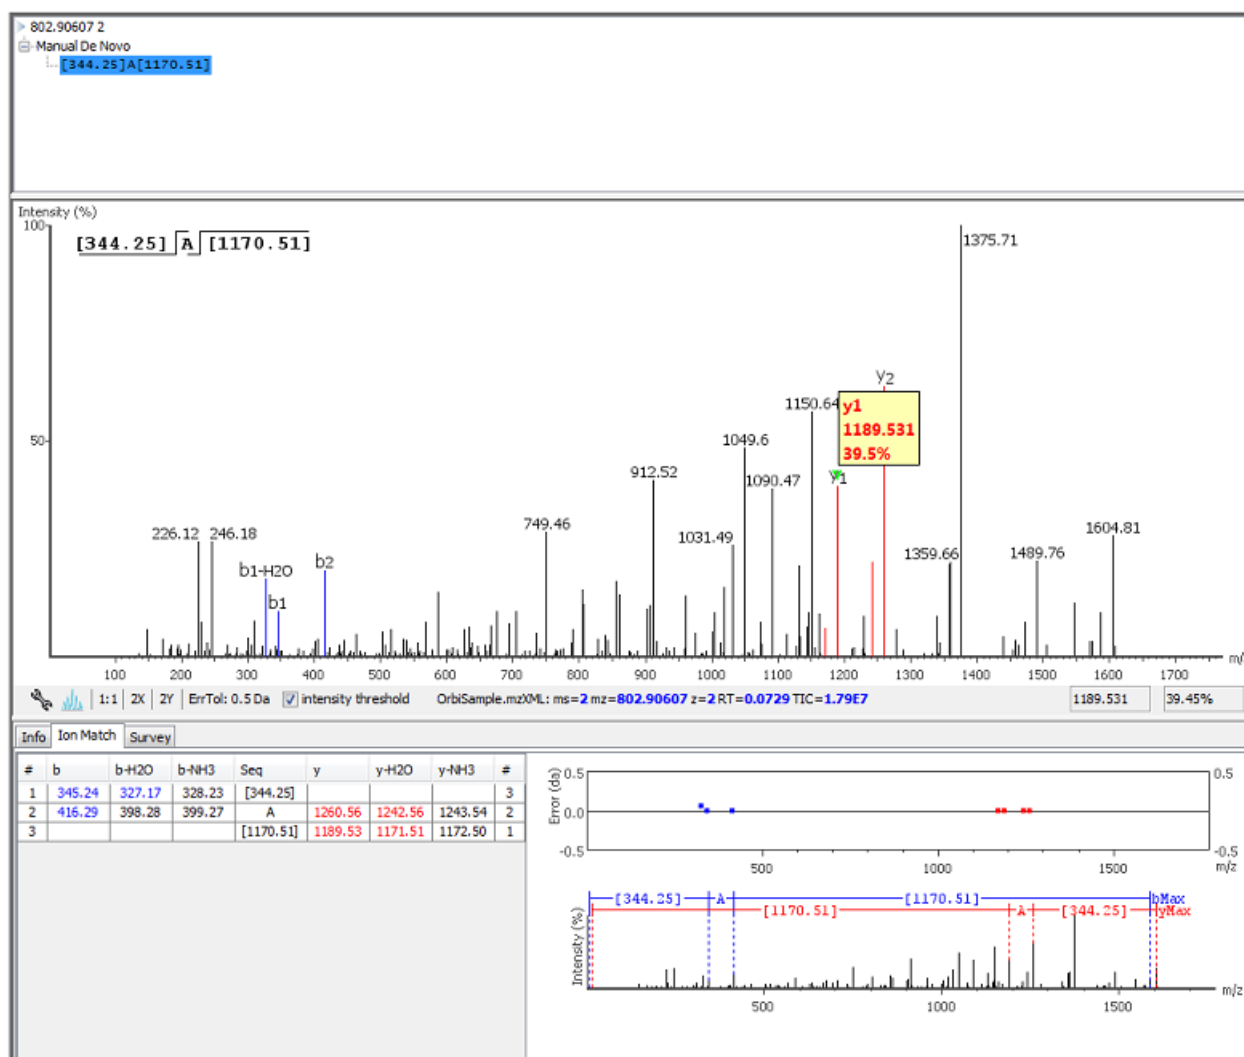 802.90607 2
Manual De Novo
[344.25]A[1170.51]
Intensity (%)
100
[344.25] A [1170.51]
1375.71
y2
1150.64
y1
1189.531
39.5%
50
1049.6
912.52
1090.47
y1
749.46
226.12 246.18
1031.49
1604.81
b2
1359.66
1489.76
b1-H2O
b1
100 200 300 400 500 600 700 800 900 1000 1100 1200 1300 1400 1500 1600 1700
1:1 2X 2Y ErrTol: 0.5 Da intensity threshold OrbiSample.mzXML: ms=2 mz=802.90607 z=2 RT=0.0729 TIC=1.79E7 1189.531 39.45%
Info Ion Match Survey
# b b-H2O b-NH3 Seq y y-H2O y-NH3 #
1 345.24 327.17 328.23 [344.25] 3
2 416.29 398.28 399.27 A 1260.56 1242.56 1243.54 2
3 [1170.51] 1189.53 1171.51 1172.50 1
Error (da)
0.5 0.5
0.0
-0.5 -0.5
500 1000 1500 m/z
Intensity (%)
[344.25] A [1170.51] bMax
[1170.51] A [344.25] yMax
500 1000 1500 m/z